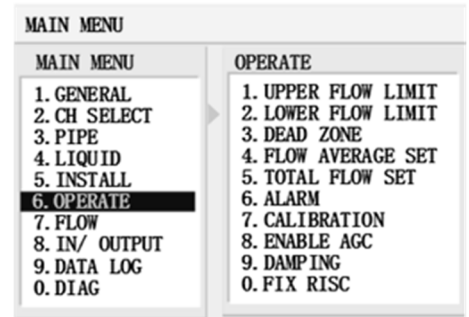 MAIN MENU
MAIN MENU
1. GENERAL
2. CH SELECT
3. PIPE
4. LIQUID
5. INSTALL
6. OPERATE
7. FLOW
8. IN/ OUTPUT
9. DATA LOG
0. DIAG
OPERATE
1. UPPER FLOW LIMIT
2. LOWER FLOW LIMIT
3. DEAD ZONE
4. FLOW AVERAGE SET
5. TOTAL FLOW SET
6. ALARM
7. CALIBRATION
8. ENABLE AGC
9. DAMPING
0. FIX RISC